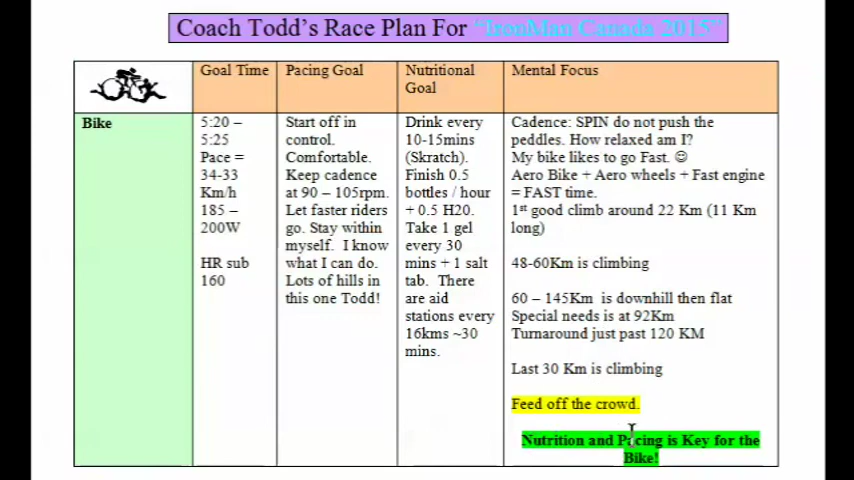 Coach Todd's Race Plan For "IronMan Canada 2015"
Goal Time
Pacing Goal
Nutritional
Goal
Mental Focus
Bike
5:20 –
5:25
Pace =
34-33
Km/h
185 –
200W
HR sub
160
Start off in
control.
Comfortable.
Keep cadence
at 90 – 105rpm.
Let faster riders
go. Stay within
myself. I know
what I can do.
Lots of hills in
this one Todd!
Drink every
10-15mins
(Skratch).
Finish 0.5
bottles / hour
+ 0.5 H20.
Take 1 gel
every 30
mins + 1 salt
tab. There
are aid
stations every
16kms ~30
mins.
Cadence: SPIN do not push the
peddles. How relaxed am I?
My bike likes to go Fast. ☺
Aero Bike + Aero wheels + Fast engine
= FAST time.
1st good climb around 22 Km (11 Km
long)
48-60Km is climbing
60 – 145Km is downhill then flat
Special needs is at 92Km
Turnaround just past 120 KM
Last 30 Km is climbing
Feed off the crowd.
Nutrition and Pacing is Key for the
Bike!